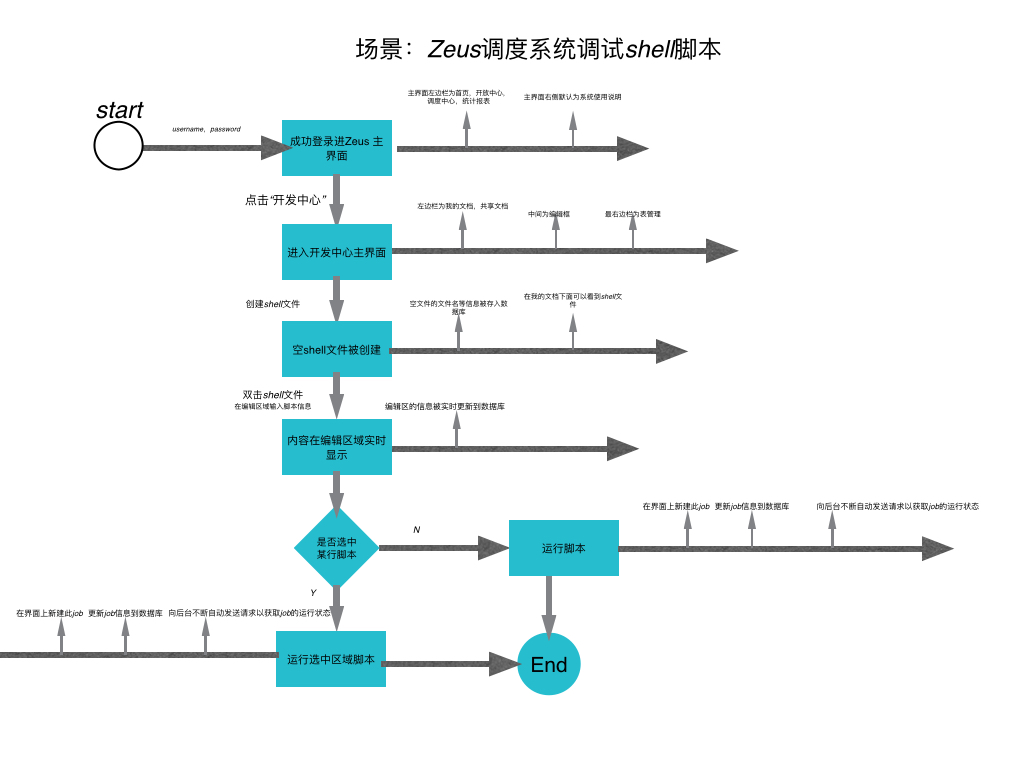 场景：Zeus调度系统调试shell脚本
start
username，password
主界面左边栏为首页，开放中心，
调度中心，统计报表
主界面右侧默认为系统使用说明
成功登录进Zeus 主
界面
点击“开发中心”
左边栏为我的文档，共享文档
中间为编辑框
最右边栏为表管理
进入开发中心主界面
创建shell文件
空文件的文件名等信息被存入数
据库
在我的文档下面可以看到shell文
件
空shell文件被创建
双击shell文件
在编辑区域输入脚本信息
编辑区的信息被实时更新到数据库
内容在编辑区域实时
显示
是否选中
某行脚本
N
运行脚本
在界面上新建此job
更新job信息到数据库
向后台不断自动发送请求以获取job的运行状态
Y
在界面上新建此job
更新job信息到数据库
向后台不断自动发送请求以获取job的运行状态
运行选中区域脚本
End